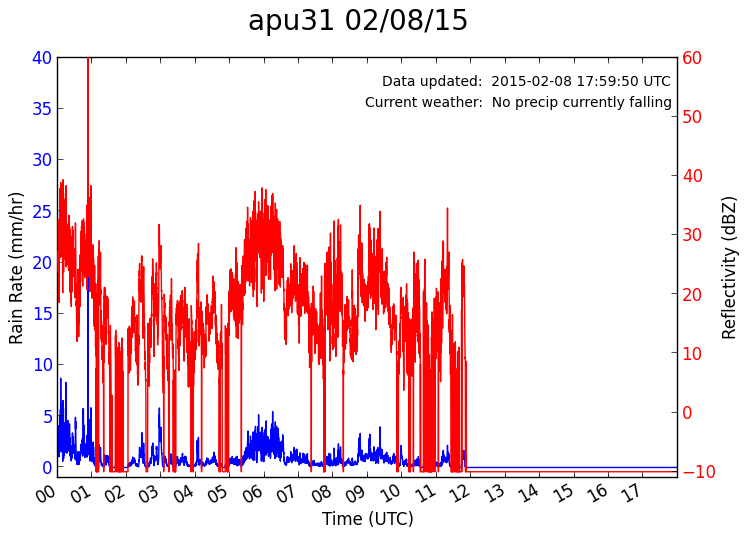 apu31 02/08/15
Data updated:  2015-02-08 17:59:50 UTC
Current weather:  No precip currently falling
40
35
30
25
20
15
10
5
0
Rain Rate (mm/hr)
60
50
40
30
20
10
0
−10
Reflectivity (dBZ)
00 01 02 03 04 05 06 07 08 09 10 11 12 13 14 15 16 17
Time (UTC)